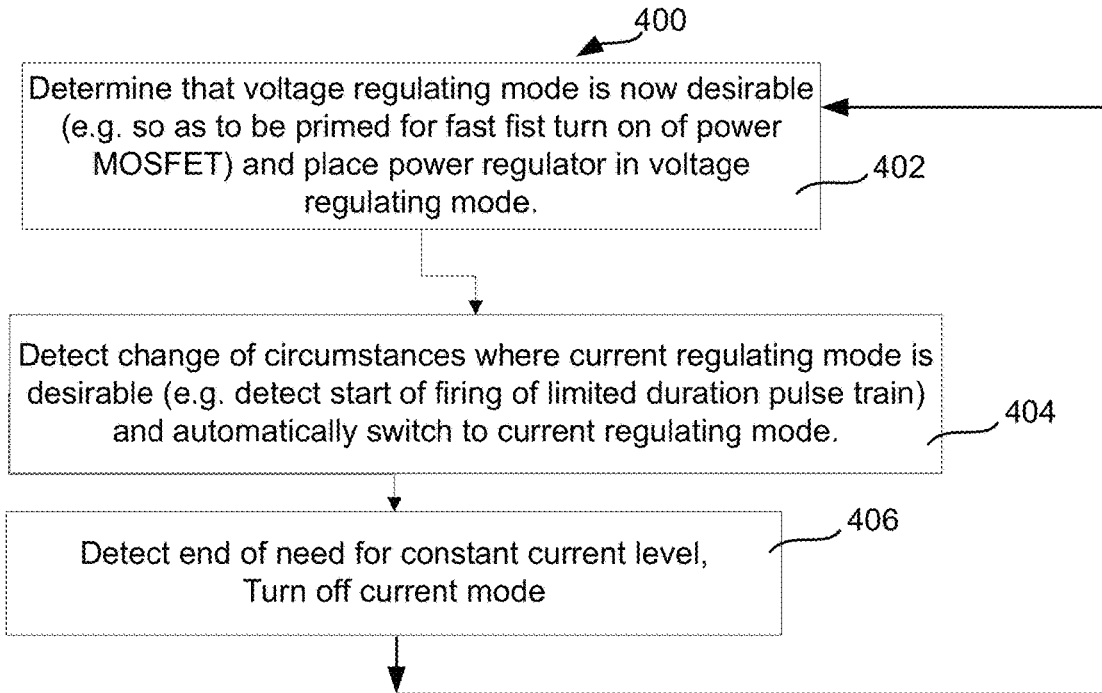 400
Determine that voltage regulating mode is now desirable
(e.g. so as to be primed for fast fist turn on of power
MOSFET) and place power regulator in voltage
regulating mode.
402
Detect change of circumstances where current regulating mode is
desirable (e.g. detect start of firing of limited duration pulse train)
and automatically switch to current regulating mode.
404
406
Detect end of need for constant current level,
Turn off current mode